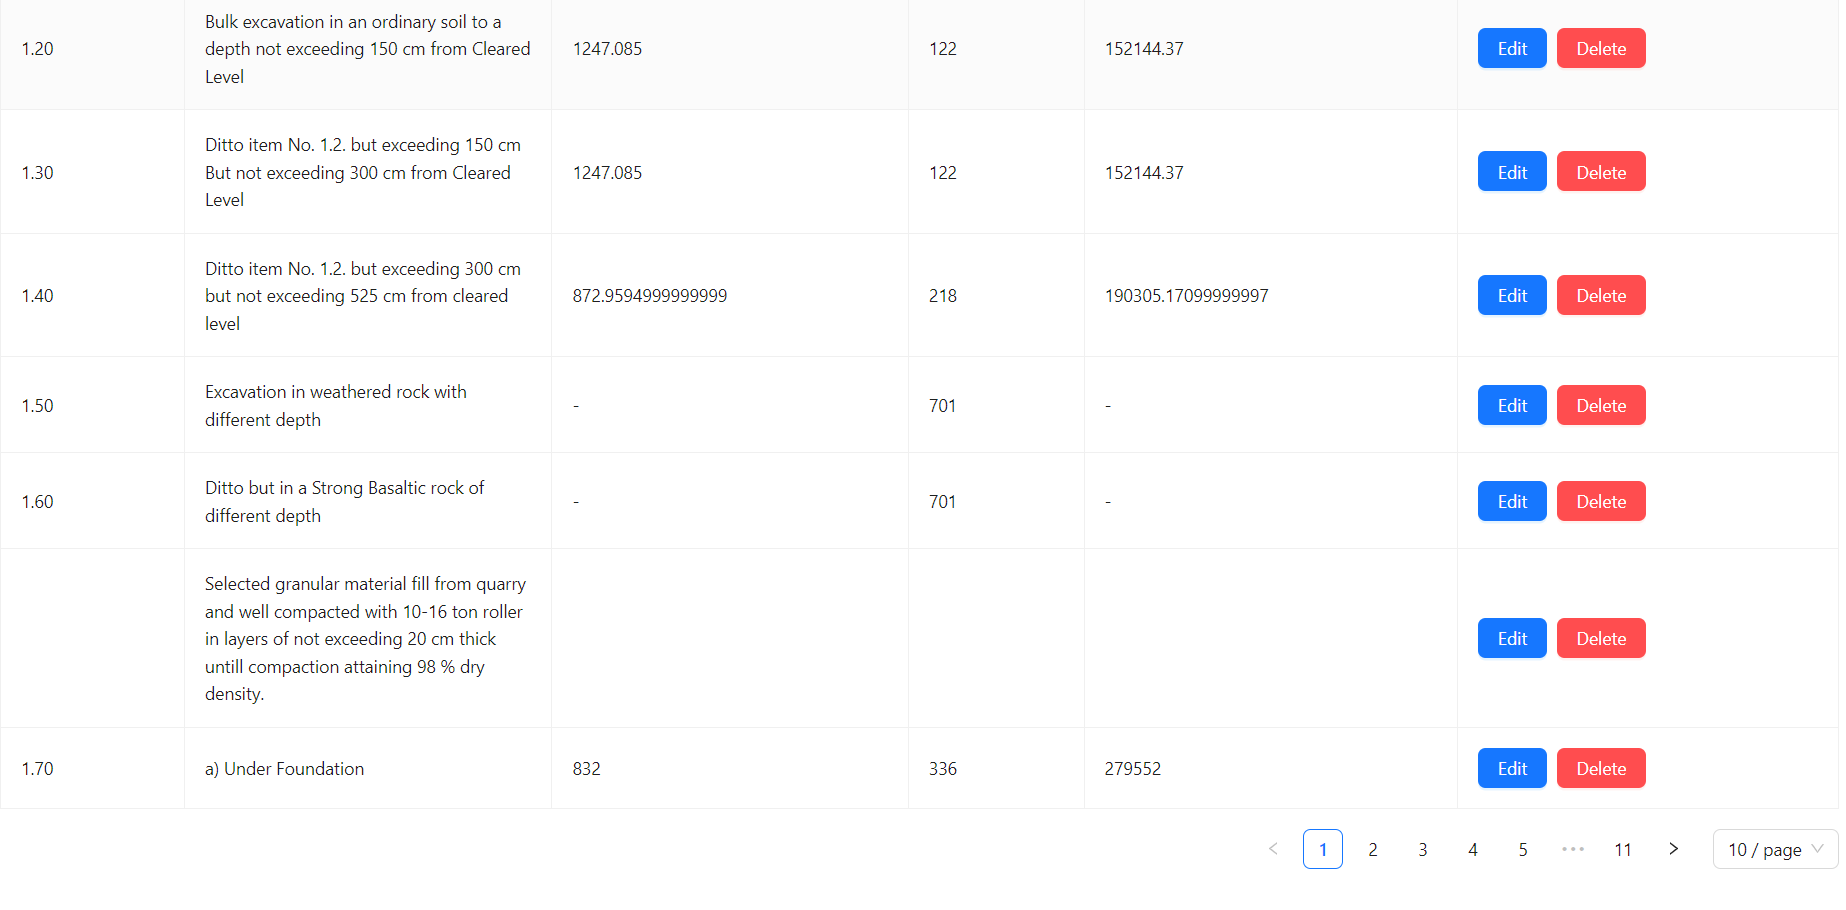 Bulk excavation in an ordinary soil to a
1.20 depth not exceeding 150 cm from Cleared 1247.085 122 152144.37 Edit Delete
Level
Ditto item No. 1.2. but exceeding 150 cm
1.30 But not exceeding 300 cm from Cleared 1247.085 122 152144.37 Edit Delete
Level
Ditto item No. 1.2. but exceeding 300 cm
1.40 but not exceeding 525 cm from cleared 872.9594999999999 218 190305.17099999997 Edit Delete
level
Excavation in weathered rock with
1.50 different depth - 701 - Edit Delete
Ditto but in a Strong Basaltic rock of
1.60 different depth - 701 - Edit Delete
Selected granular material fill from quarry
and well compacted with 10-16 ton roller
in layers of not exceeding 20 cm thick Edit Delete
untill compaction attaining 98 % dry
density.
1.70 a) Under Foundation 832 336 279552 Edit Delete
< 1 2 3 4 5 ••• 11 > 10 / page